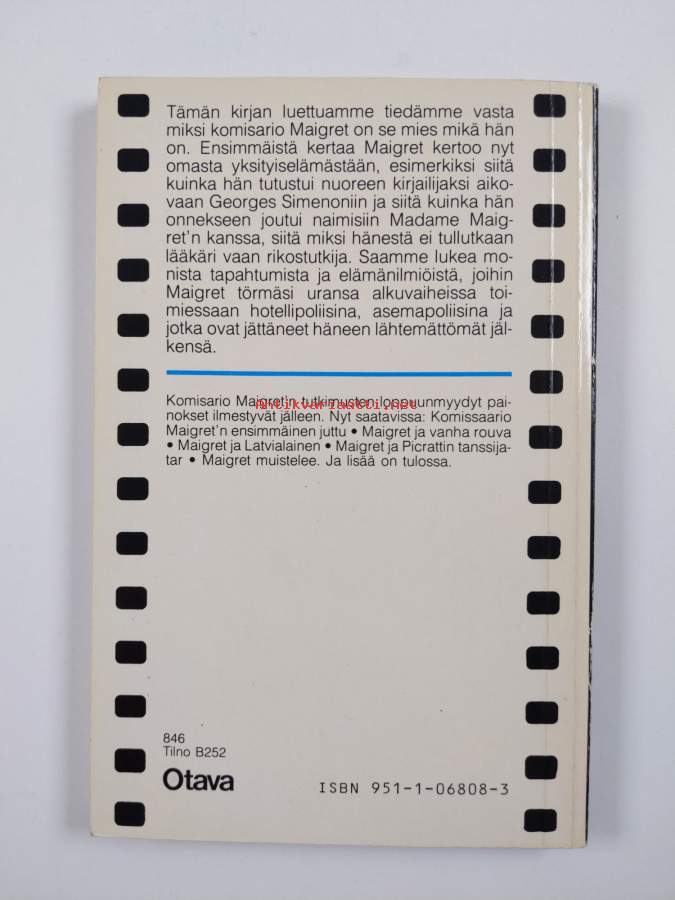 Tämän kirjan luettuamme tiedämme vasta
miksi komisario Maigret on se mies mikä hän
on. Ensimmäistä kertaa Maigret kertoo nyt
omasta yksityiselämästään, esimerkiksi siitä
kuinka hän tutustui nuoreen kirjailijaksi aiko-
vaan Georges Simenoniin ja siitä kuinka hän
onnekseen joutui naimisiin Madame Maig-
ret'n kanssa, siitä miksi hänestä ei tullutkaan
lääkäri vaan rikostutkija. Saamme lukea mo-
nista tapahtumista ja elämänilmiöistä, joihin
Maigret törmäsi uransa alkuvaiheissa toi-
miessaan hotellipoliisina, asemapoliisina ja
jotka ovat jättäneet häneen lähtemättömät jäl-
kensä.
Komisario Maigret'n tutkimusten loppuunmyydyt pai-
Antikvariaatti.net
nokset ilmestyvät jälleen. Nyt saatavissa: Komissaario
Maigret'n ensimmäinen juttu • Maigret ja vanha rouva
• Maigret ja Latvialainen • Maigret ja Picrattin tanssija-
tar • Maigret muistelee. Ja lisää on tulossa.
846
Tilno B252
Otava
ISBN 951-1-06808-3